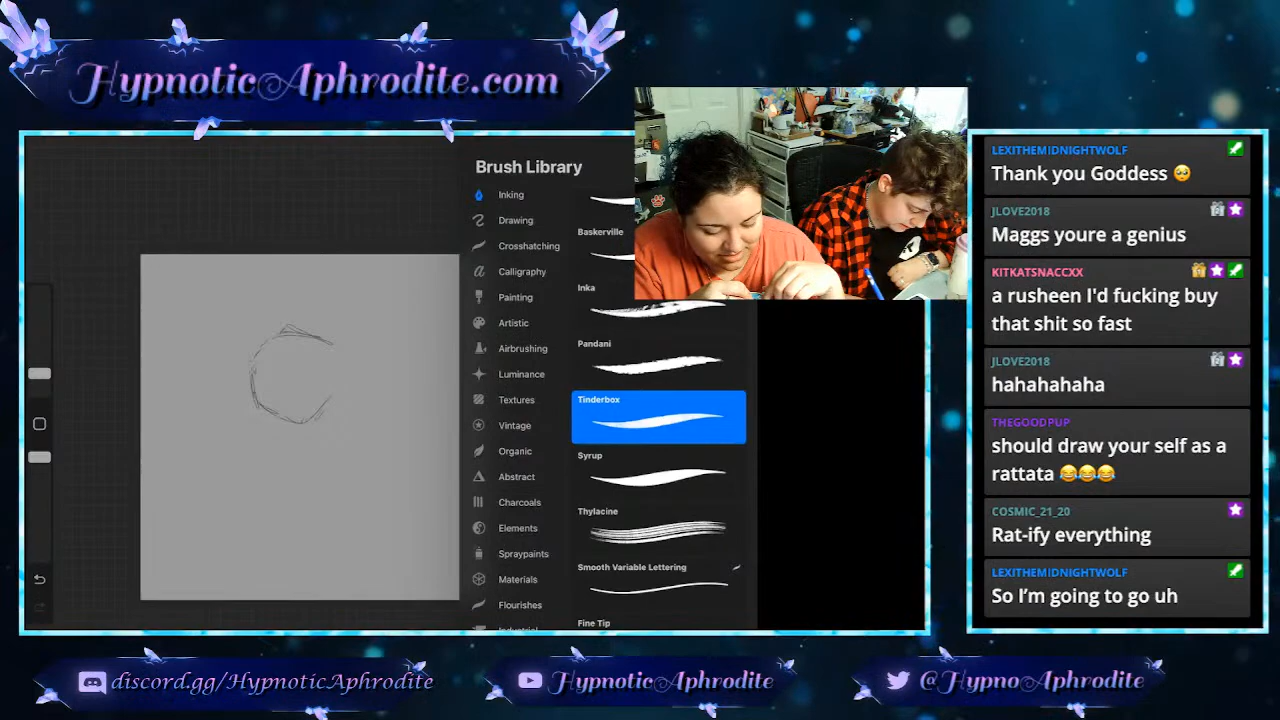 HypnoticAphrodite.com
Brush Library
Inking
Drawing
Crosshatching
Calligraphy
Painting
Artistic
Airbrushing
Luminance
Textures
Vintage
Organic
Abstract
Charcoals
Elements
Spraypaints
Materials
Flourishes
Baskerville
Inka
Pandani
Tinderbox
Syrup
Thylacine
Smooth Variable Lettering
Fine Tip
LEXITHEMIDNIGHTWOLF
Thank you Goddess 🥺
JLOVE2018
Maggs youre a genius
KITKATSNACCXX
a rusheen I'd fucking buy
that shit so fast
JLOVE2018
hahahahaha
THEGOODPUP
should draw your self as a
rattata 😂😂😂
COSMIC_21_20
Rat-ify everything
LEXITHEMIDNIGHTWOLF
So I’m going to go uh
discord.gg/HypnoticAphrodite
HypnoticAphrodite
@HypnoAphrodite